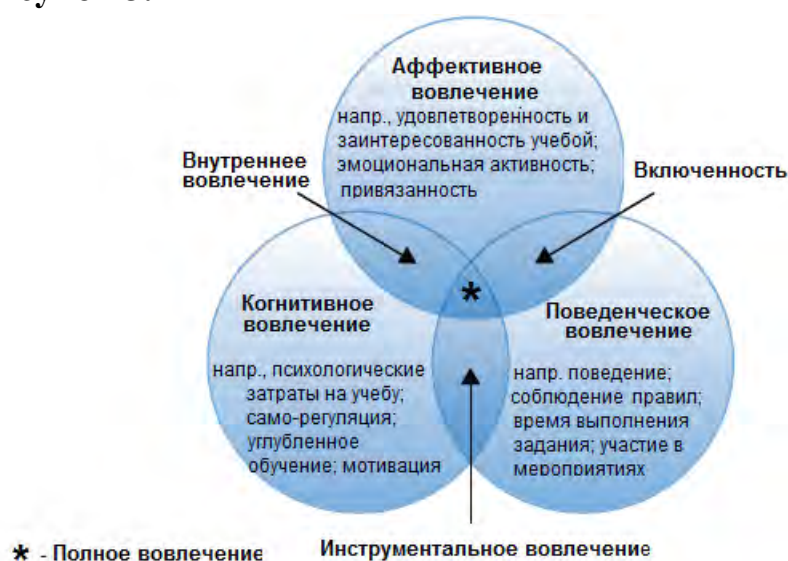 Аффективное
вовлечение
напр., удовлетворенность и
заинтересованность учебой;
эмоциональная активность;
привязанность
Внутреннее
вовлечение
Включенность
*
Когнитивное
вовлечение
напр., психологические
затраты на учебу;
само-регуляция;
углубленное
обучение; мотивация
Поведенческое
вовлечение
напр. поведение;
соблюдение правил;
время выполнения
задания; участие в
мероприятиях
* - Полное вовлечение
Инструментальное вовлечение